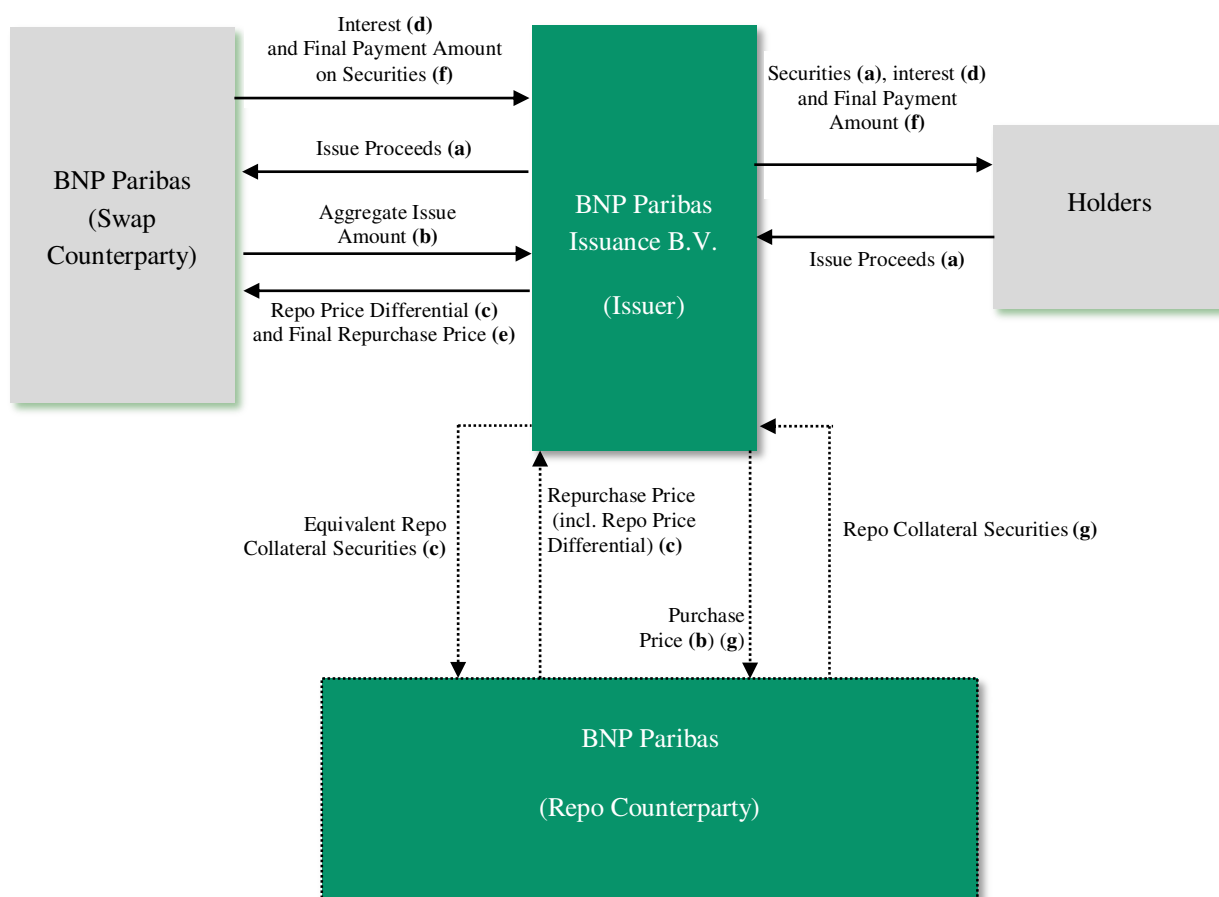 Interest (d)
and Final Payment Amount
on Securities (f)
Securities (a), interest (d)
and Final Payment
Amount (f)
BNP Paribas
(Swap
Counterparty)
Issue Proceeds (a)
Aggregate Issue
Amount (b)
Repo Price Differential (c)
and Final Repurchase Price (e)
BNP Paribas
Issuance B.V.
(Issuer)
Holders
Issue Proceeds (a)
Equivalent Repo
Collateral Securities (c)
Repurchase Price
(incl. Repo Price
Differential) (c)
Repo Collateral Securities (g)
Purchase
Price (b) (g)
BNP Paribas
(Repo Counterparty)